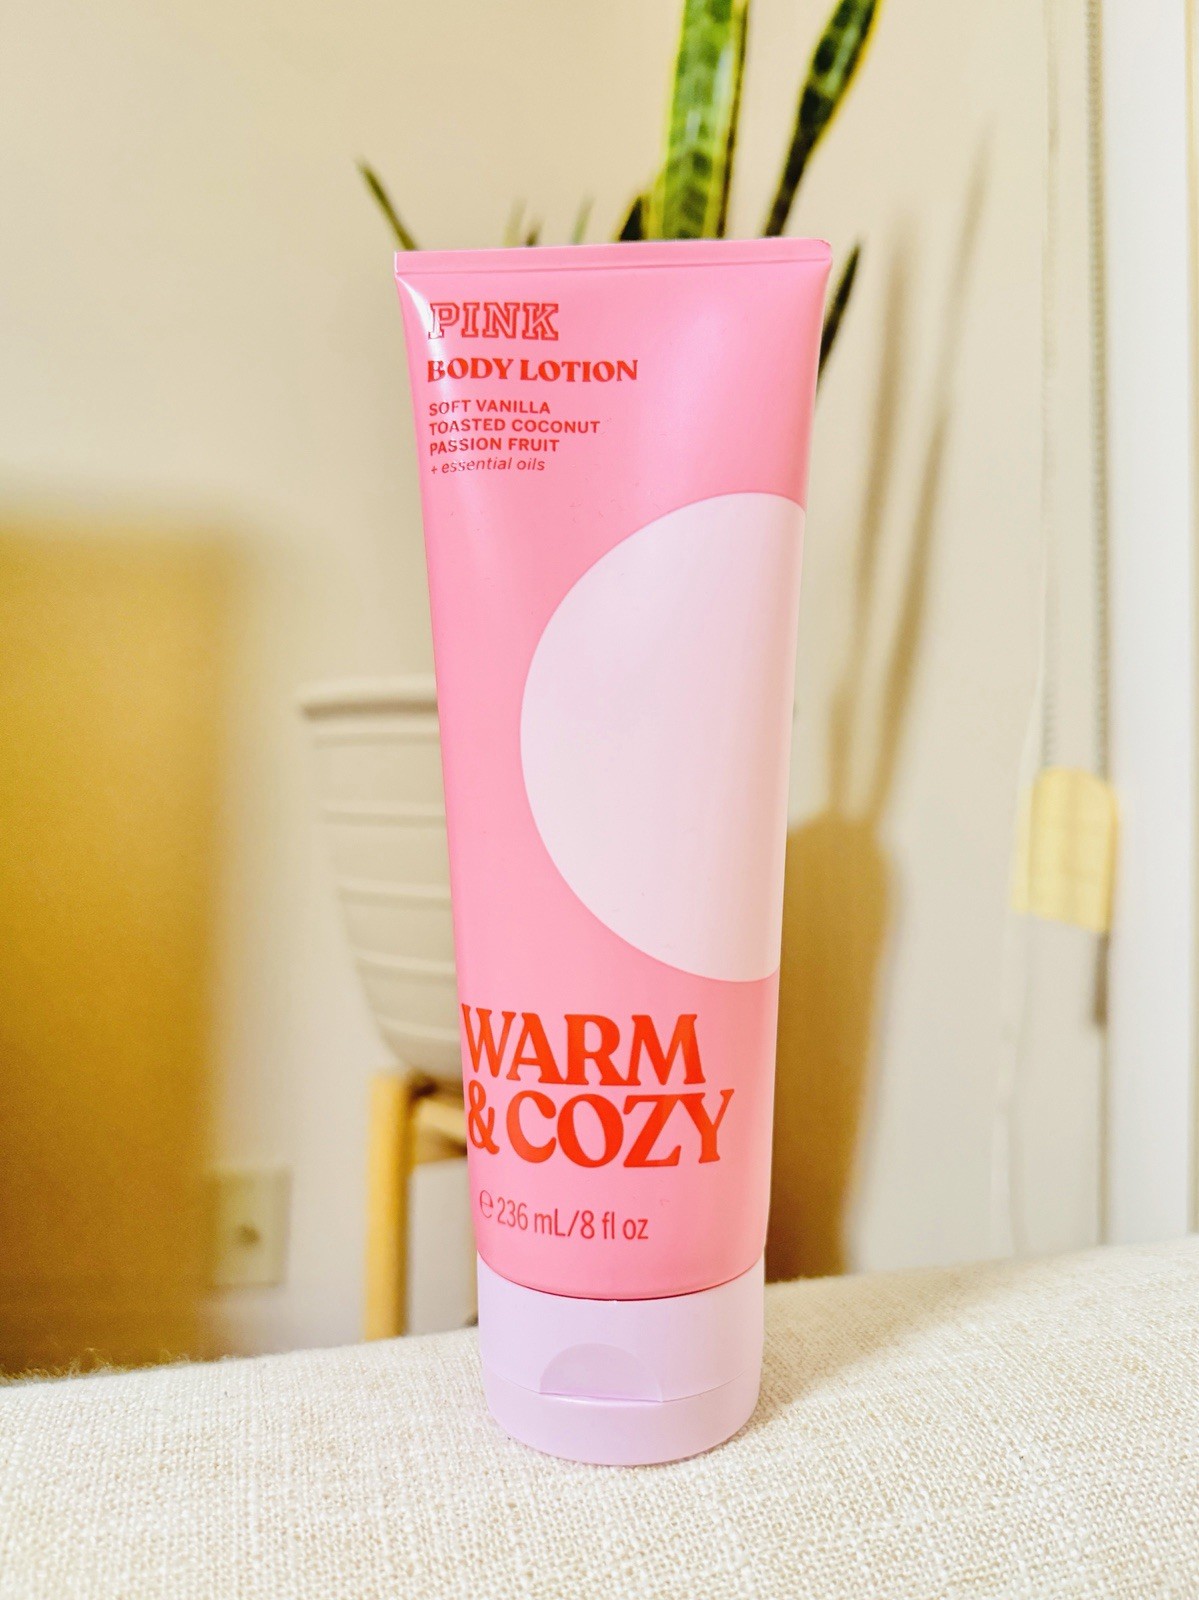 PINK
BODY LOTION
SOFT VANILLA
TOASTED COCONUT
PASSION FRUIT
+ essential oils
WARM
& COZY
℮ 236 mL/8 fl oz